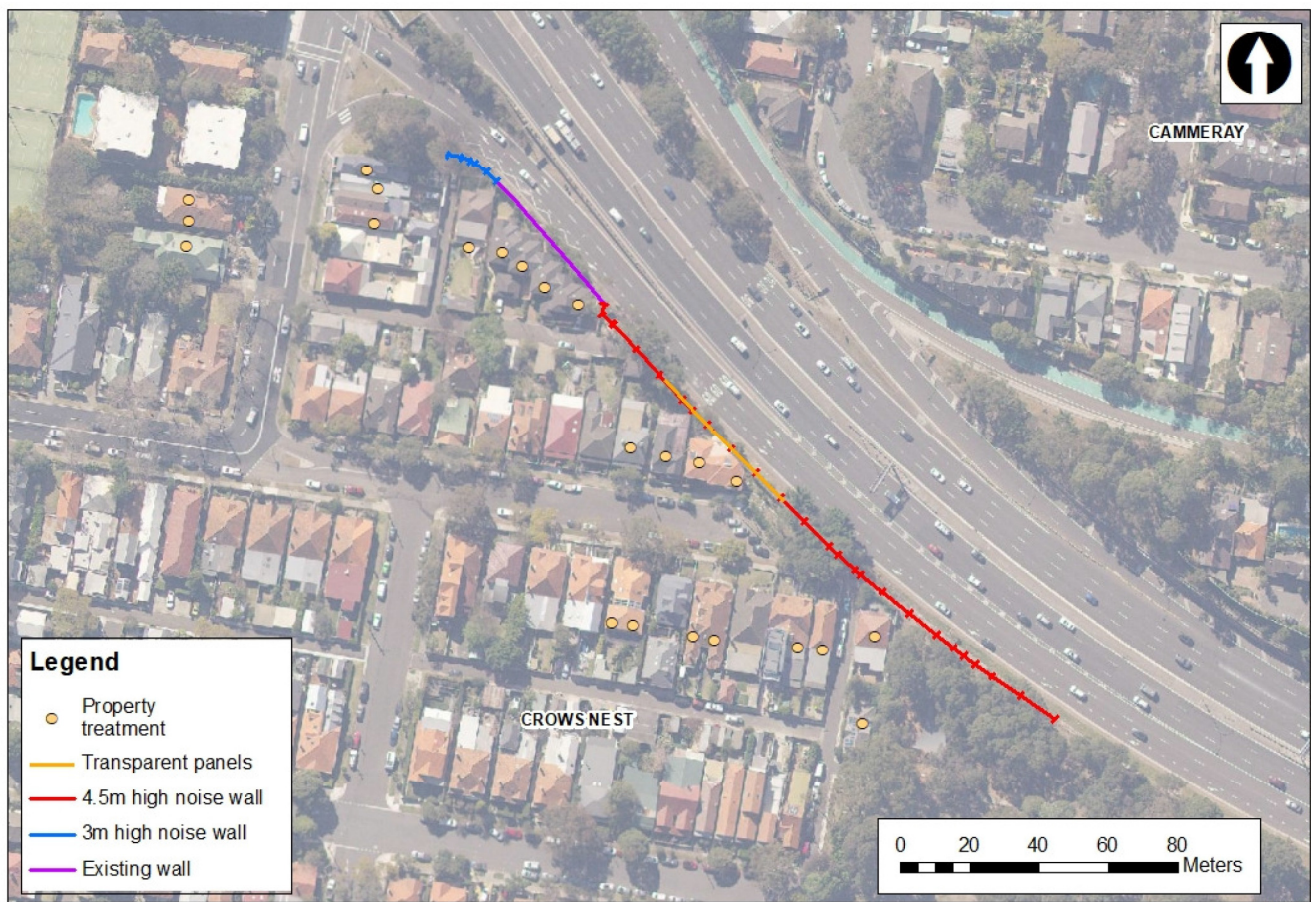 CAMMERAY
CROWS NEST
Legend
Property
treatment
Transparent panels
4.5m high noise wall
3m high noise wall
Existing wall
0 20 40 60 80
Meters